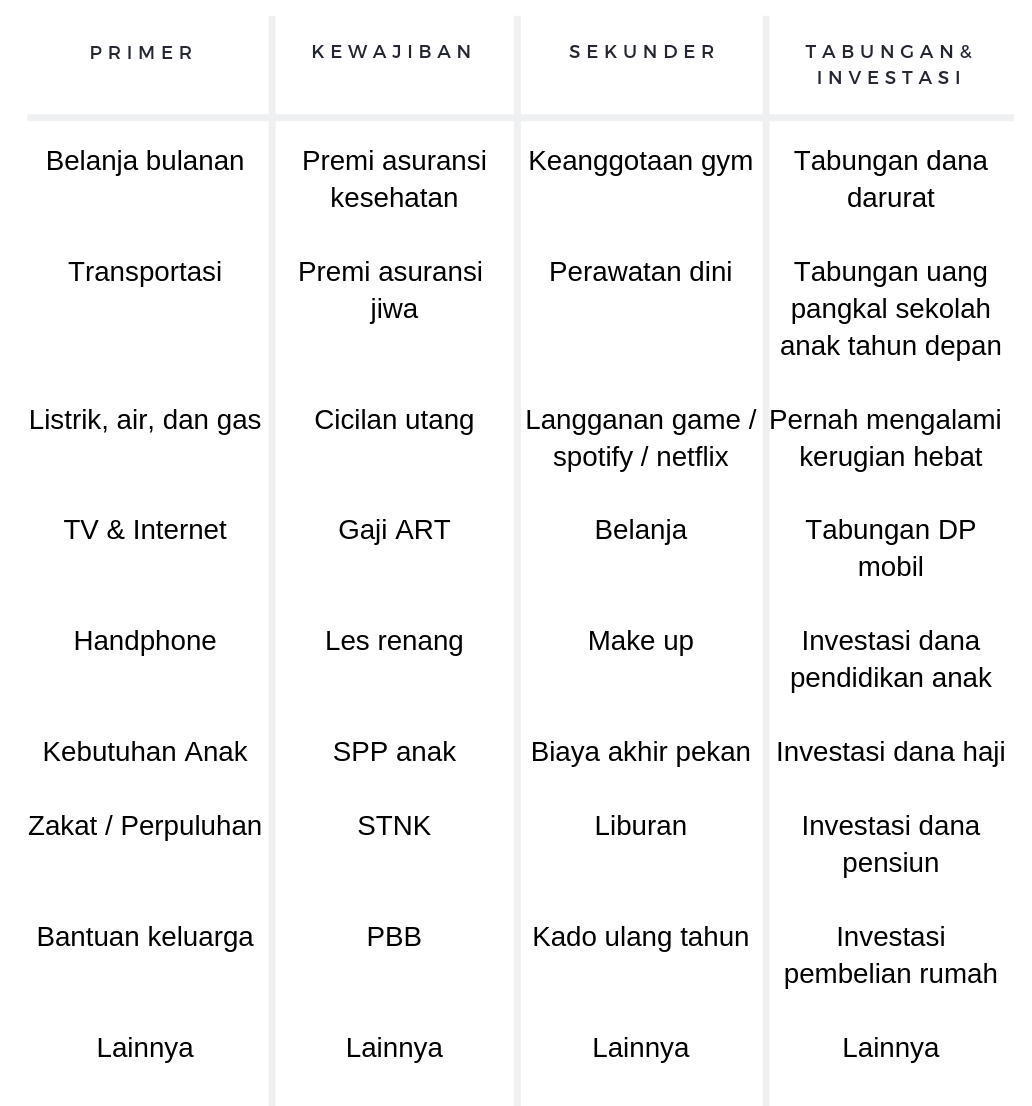 PRIMER
KEWAJIBAN
SEKUNDER
TABUNGAN&
INVESTASI
Belanja bulanan
Premi asuransi
kesehatan
Keanggotaan gym
Tabungan dana
darurat
Transportasi
Premi asuransi
jiwa
Perawatan dini
Tabungan uang
pangkal sekolah
anak tahun depan
Listrik, air, dan gas
Cicilan utang
Langganan game /
spotify / netflix
Pernah mengalami
kerugian hebat
TV & Internet
Gaji ART
Belanja
Tabungan DP
mobil
Handphone
Les renang
Make up
Investasi dana
pendidikan anak
Kebutuhan Anak
SPP anak
Biaya akhir pekan
Investasi dana haji
Zakat / Perpuluhan
STNK
Liburan
Investasi dana
pensiun
Bantuan keluarga
PBB
Kado ulang tahun
Investasi
pembelian rumah
Lainnya
Lainnya
Lainnya
Lainnya